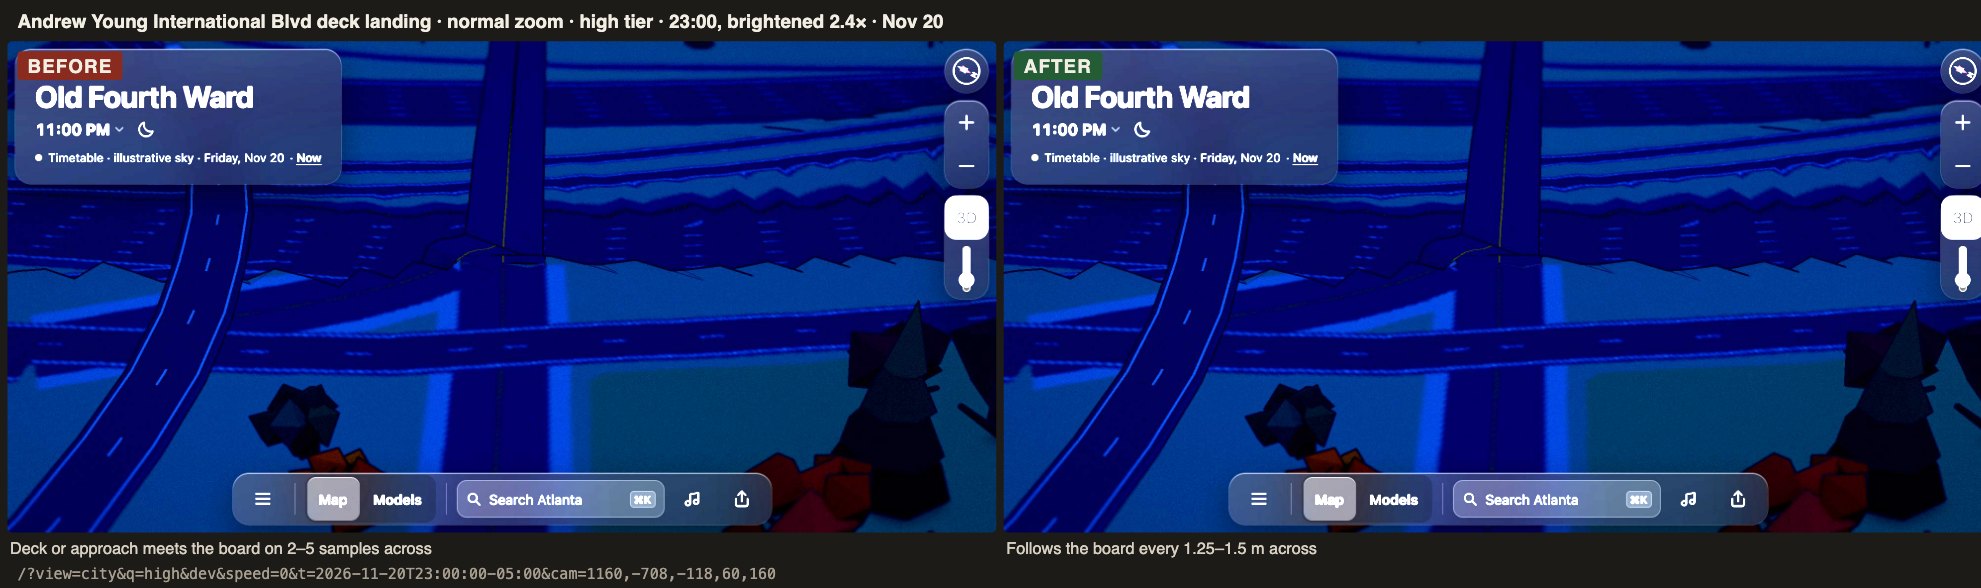 Andrew Young International Blvd deck landing · normal zoom · high tier · 23:00, brightened 2.4× · Nov 20
BEFORE
Old Fourth Ward
11:00 PM
Timetable · illustrative sky · Friday, Nov 20 · Now
+
−
3D
Map
Models
Search Atlanta
⌘K
AFTER
Old Fourth Ward
11:00 PM
Timetable · illustrative sky · Friday, Nov 20 · Now
+
−
3D
Map
Models
Search Atlanta
⌘K
Deck or approach meets the board on 2–5 samples across
Follows the board every 1.25–1.5 m across
/?view=city&q=high&dev&speed=0&t=2026-11-20T23:00:00-05:00&cam=1160,-708,-118,60,160